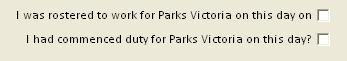 I was rostered to work for Parks Victoria on this day on
I had commenced duty for Parks Victoria on this day?